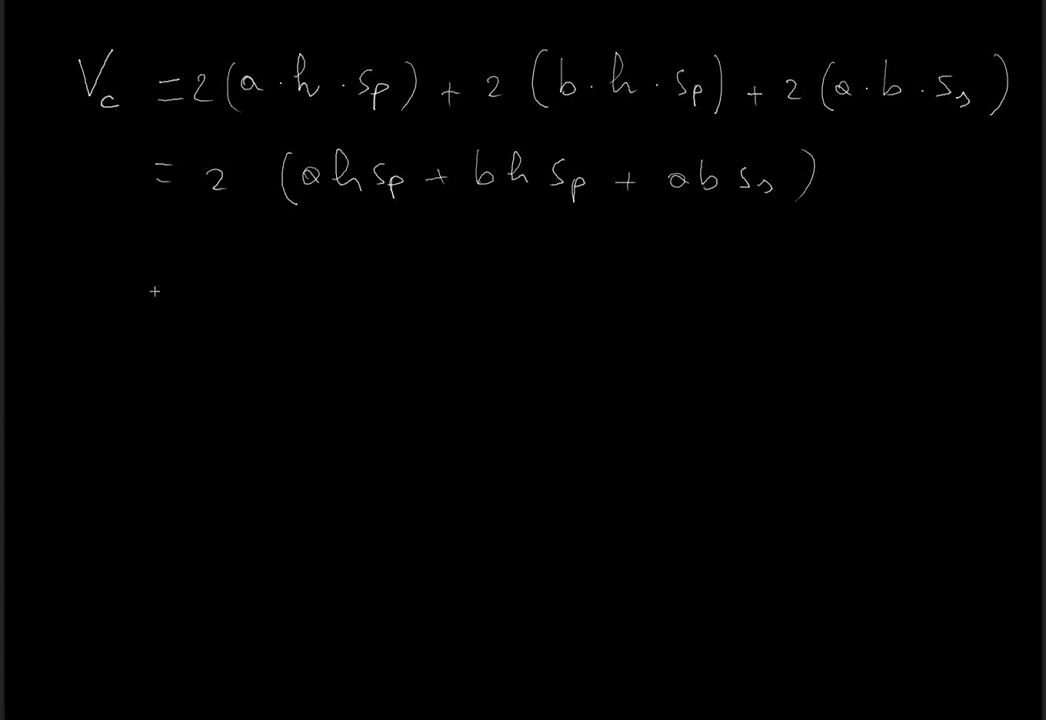 V_c = 2(a · h · s_p) + 2(b · h · s_p) + 2(a · b · s_s)
= 2 (a h s_p + b h s_p + a b s_s)
+